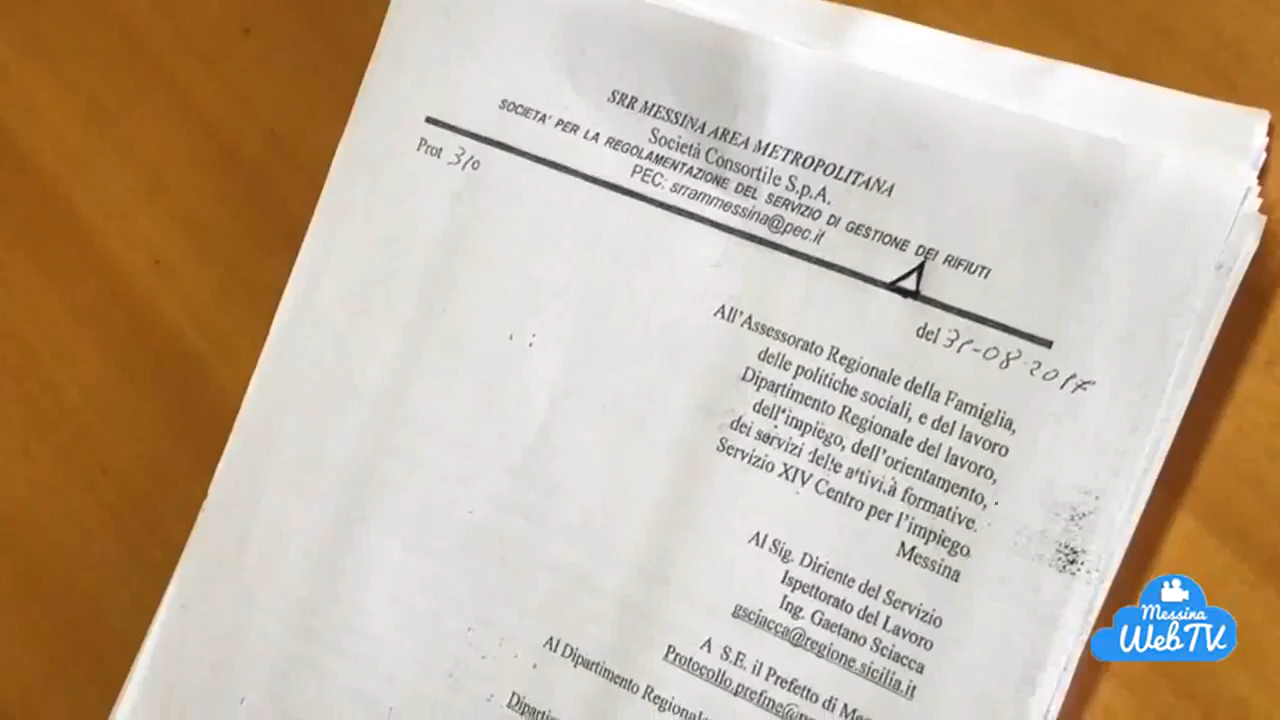 SRR MESSINA AREA METROPOLITANA
Società Consortile S.p.A.
SOCIETA' PER LA REGOLAMENTAZIONE DEL SERVIZIO DI GESTIONE DEI RIFIUTI
PEC: srrammessina@pec.it
Prot 310
del 31-08-2017
All'Assessorato Regionale della Famiglia,
delle politiche sociali, e del lavoro
Dipartimento Regionale del lavoro,
dell'impiego, dell'orientamento,
dei servizi delle attività formative.
Servizio XIV Centro per l'impiego
Messina
Al Sig. Diriente del Servizio
Ispettorato del Lavoro
Ing. Gaetano Sciacca
gsciacca@regione.sicilia.it
A S.E. il Prefetto di
Al Dipartimento
Messina
WebTV